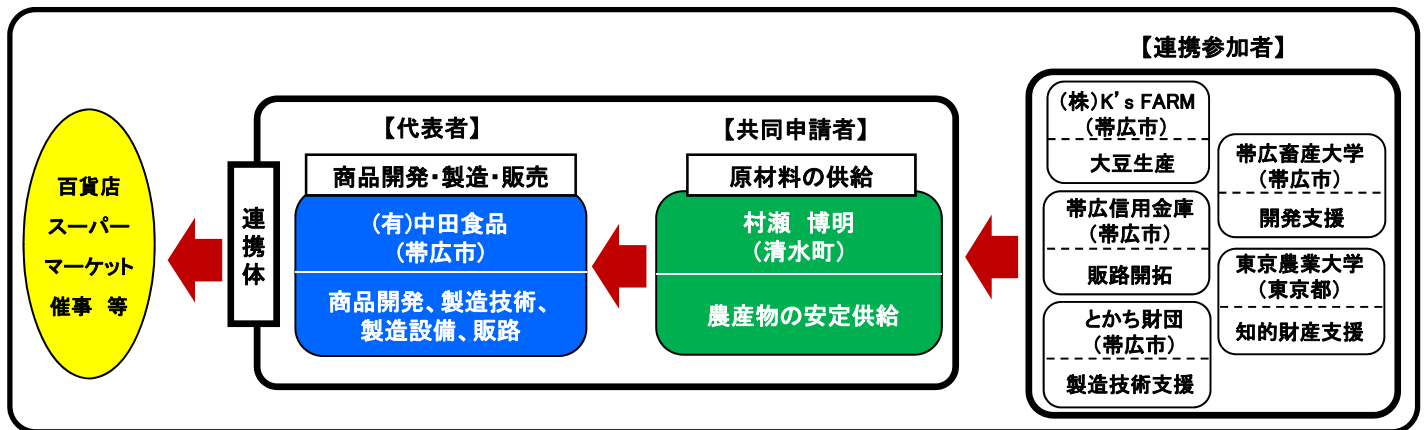 百貨店
スーパー
マーケット
催事 等
連携体
【代表者】
商品開発・製造・販売
(有)中田食品
(帯広市)
商品開発、製造技術、
製造設備、販路
【共同申請者】
原材料の供給
村瀬 博明
(清水町)
農産物の安定供給
【連携参加者】
(株)K's FARM
(帯広市)
大豆生産
帯広信用金庫
(帯広市)
販路開拓
とかち財団
(帯広市)
製造技術支援
帯広畜産大学
(帯広市)
開発支援
東京農業大学
(東京都)
知的財産支援